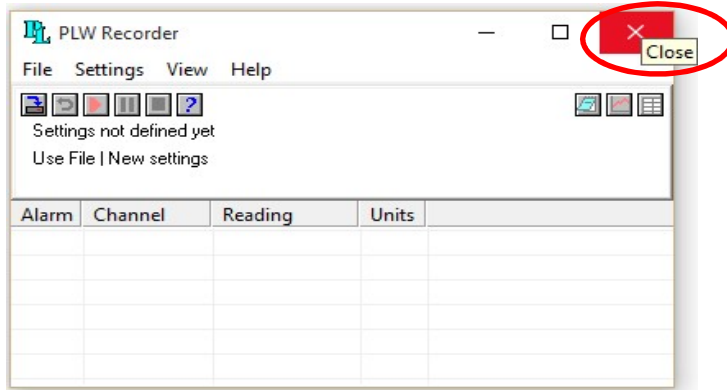 PLW Recorder
Close
File Settings View Help
?
Settings not defined yet
Use File | New settings
Alarm Channel Reading Units